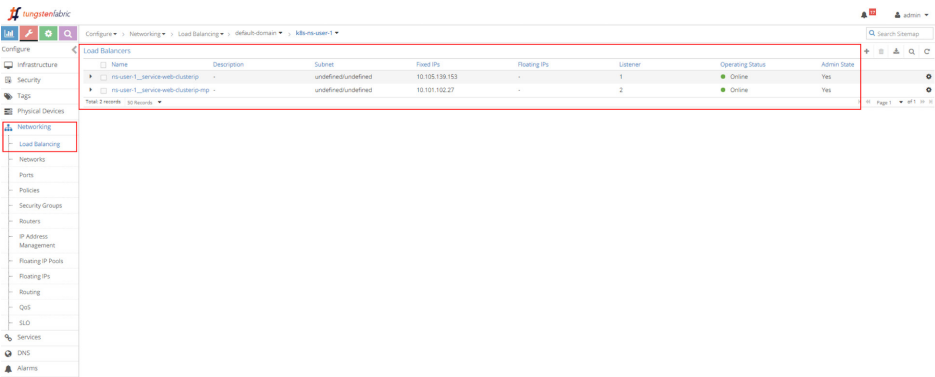 tungstenfabric
admin
Configure > Networking > Load Balancing > default-domain > k8s-ns-user-1
Search Sitemap
Configure
Infrastructure
Security
Tags
Physical Devices
Networking
Load Balancing
Networks
Ports
Policies
Security Groups
Routers
IP Address
Management
Floating IP Pools
Floating IPs
Routing
QoS
SLO
Services
DNS
Alarms
Load Balancers
Name Description Subnet Fixed IPs Floating IPs Listener Operating Status Admin State
ns-user-1__service-web-clusterip - undefined/undefined 10.105.139.153 - 1 Online Yes
ns-user-1__service-web-clusterip-mp - undefined/undefined 10.101.102.27 - 2 Online Yes
Total: 2 records 50 Records
Page 1 of 1